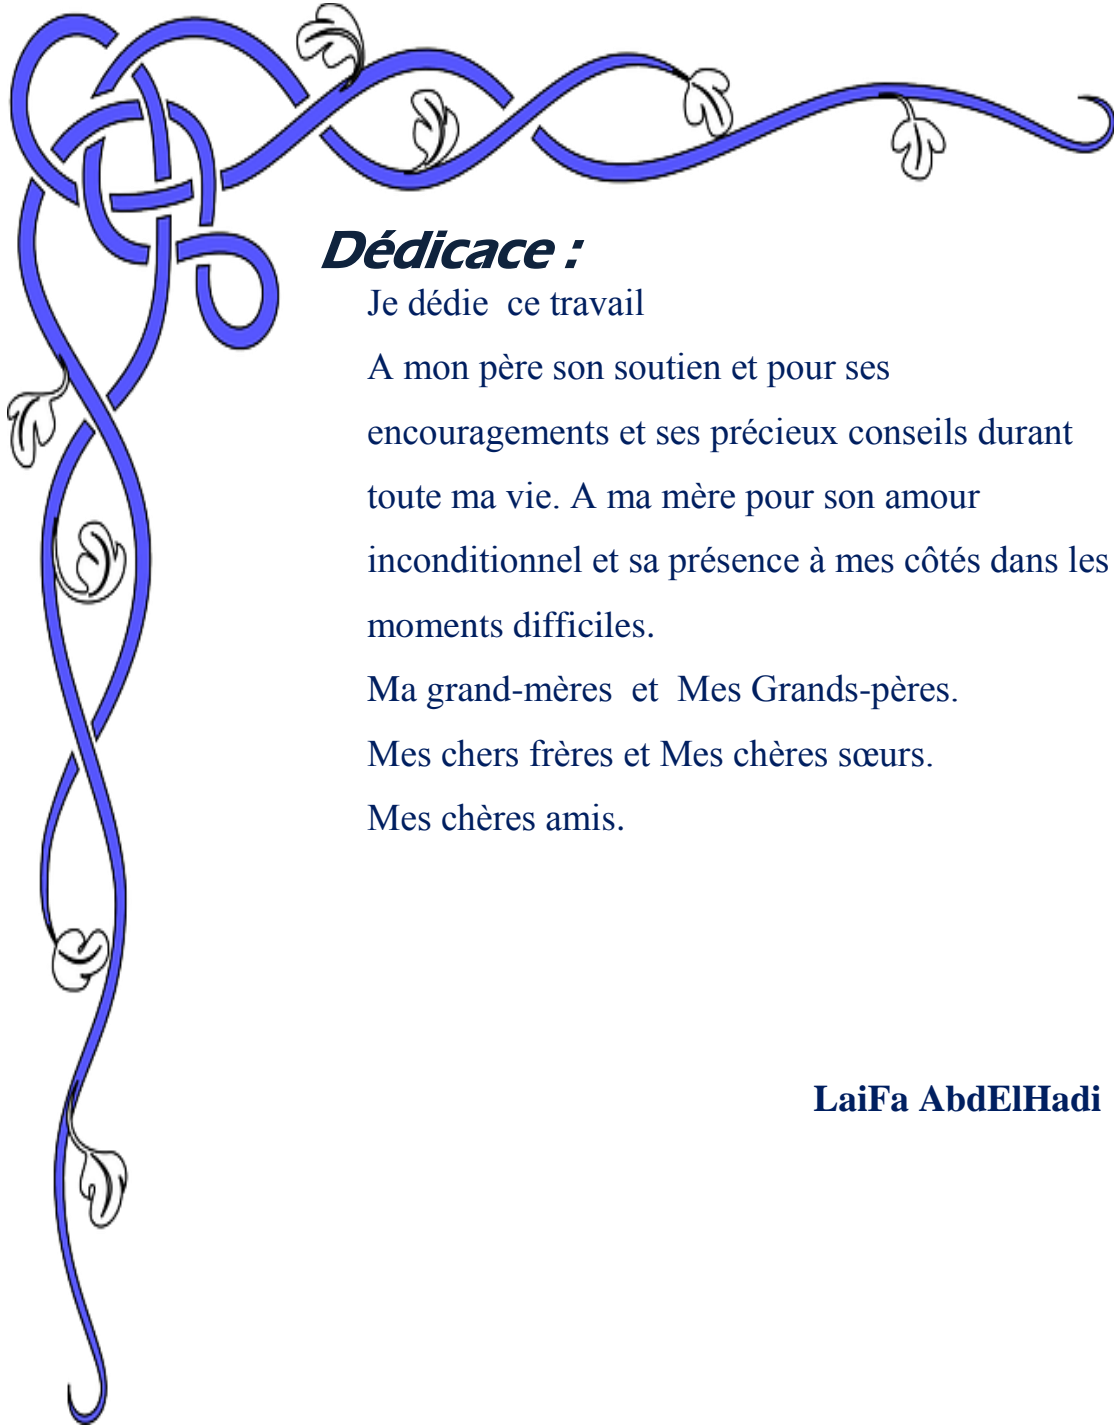 Dédicace :
Je dédie ce travail
A mon père son soutien et pour ses
encouragements et ses précieux conseils durant
toute ma vie. A ma mère pour son amour
inconditionnel et sa présence à mes côtés dans les
moments difficiles.
Ma grand-mères et Mes Grands-pères.
Mes chers frères et Mes chères sœurs.
Mes chères amis.
LaiFa AbdElHadi